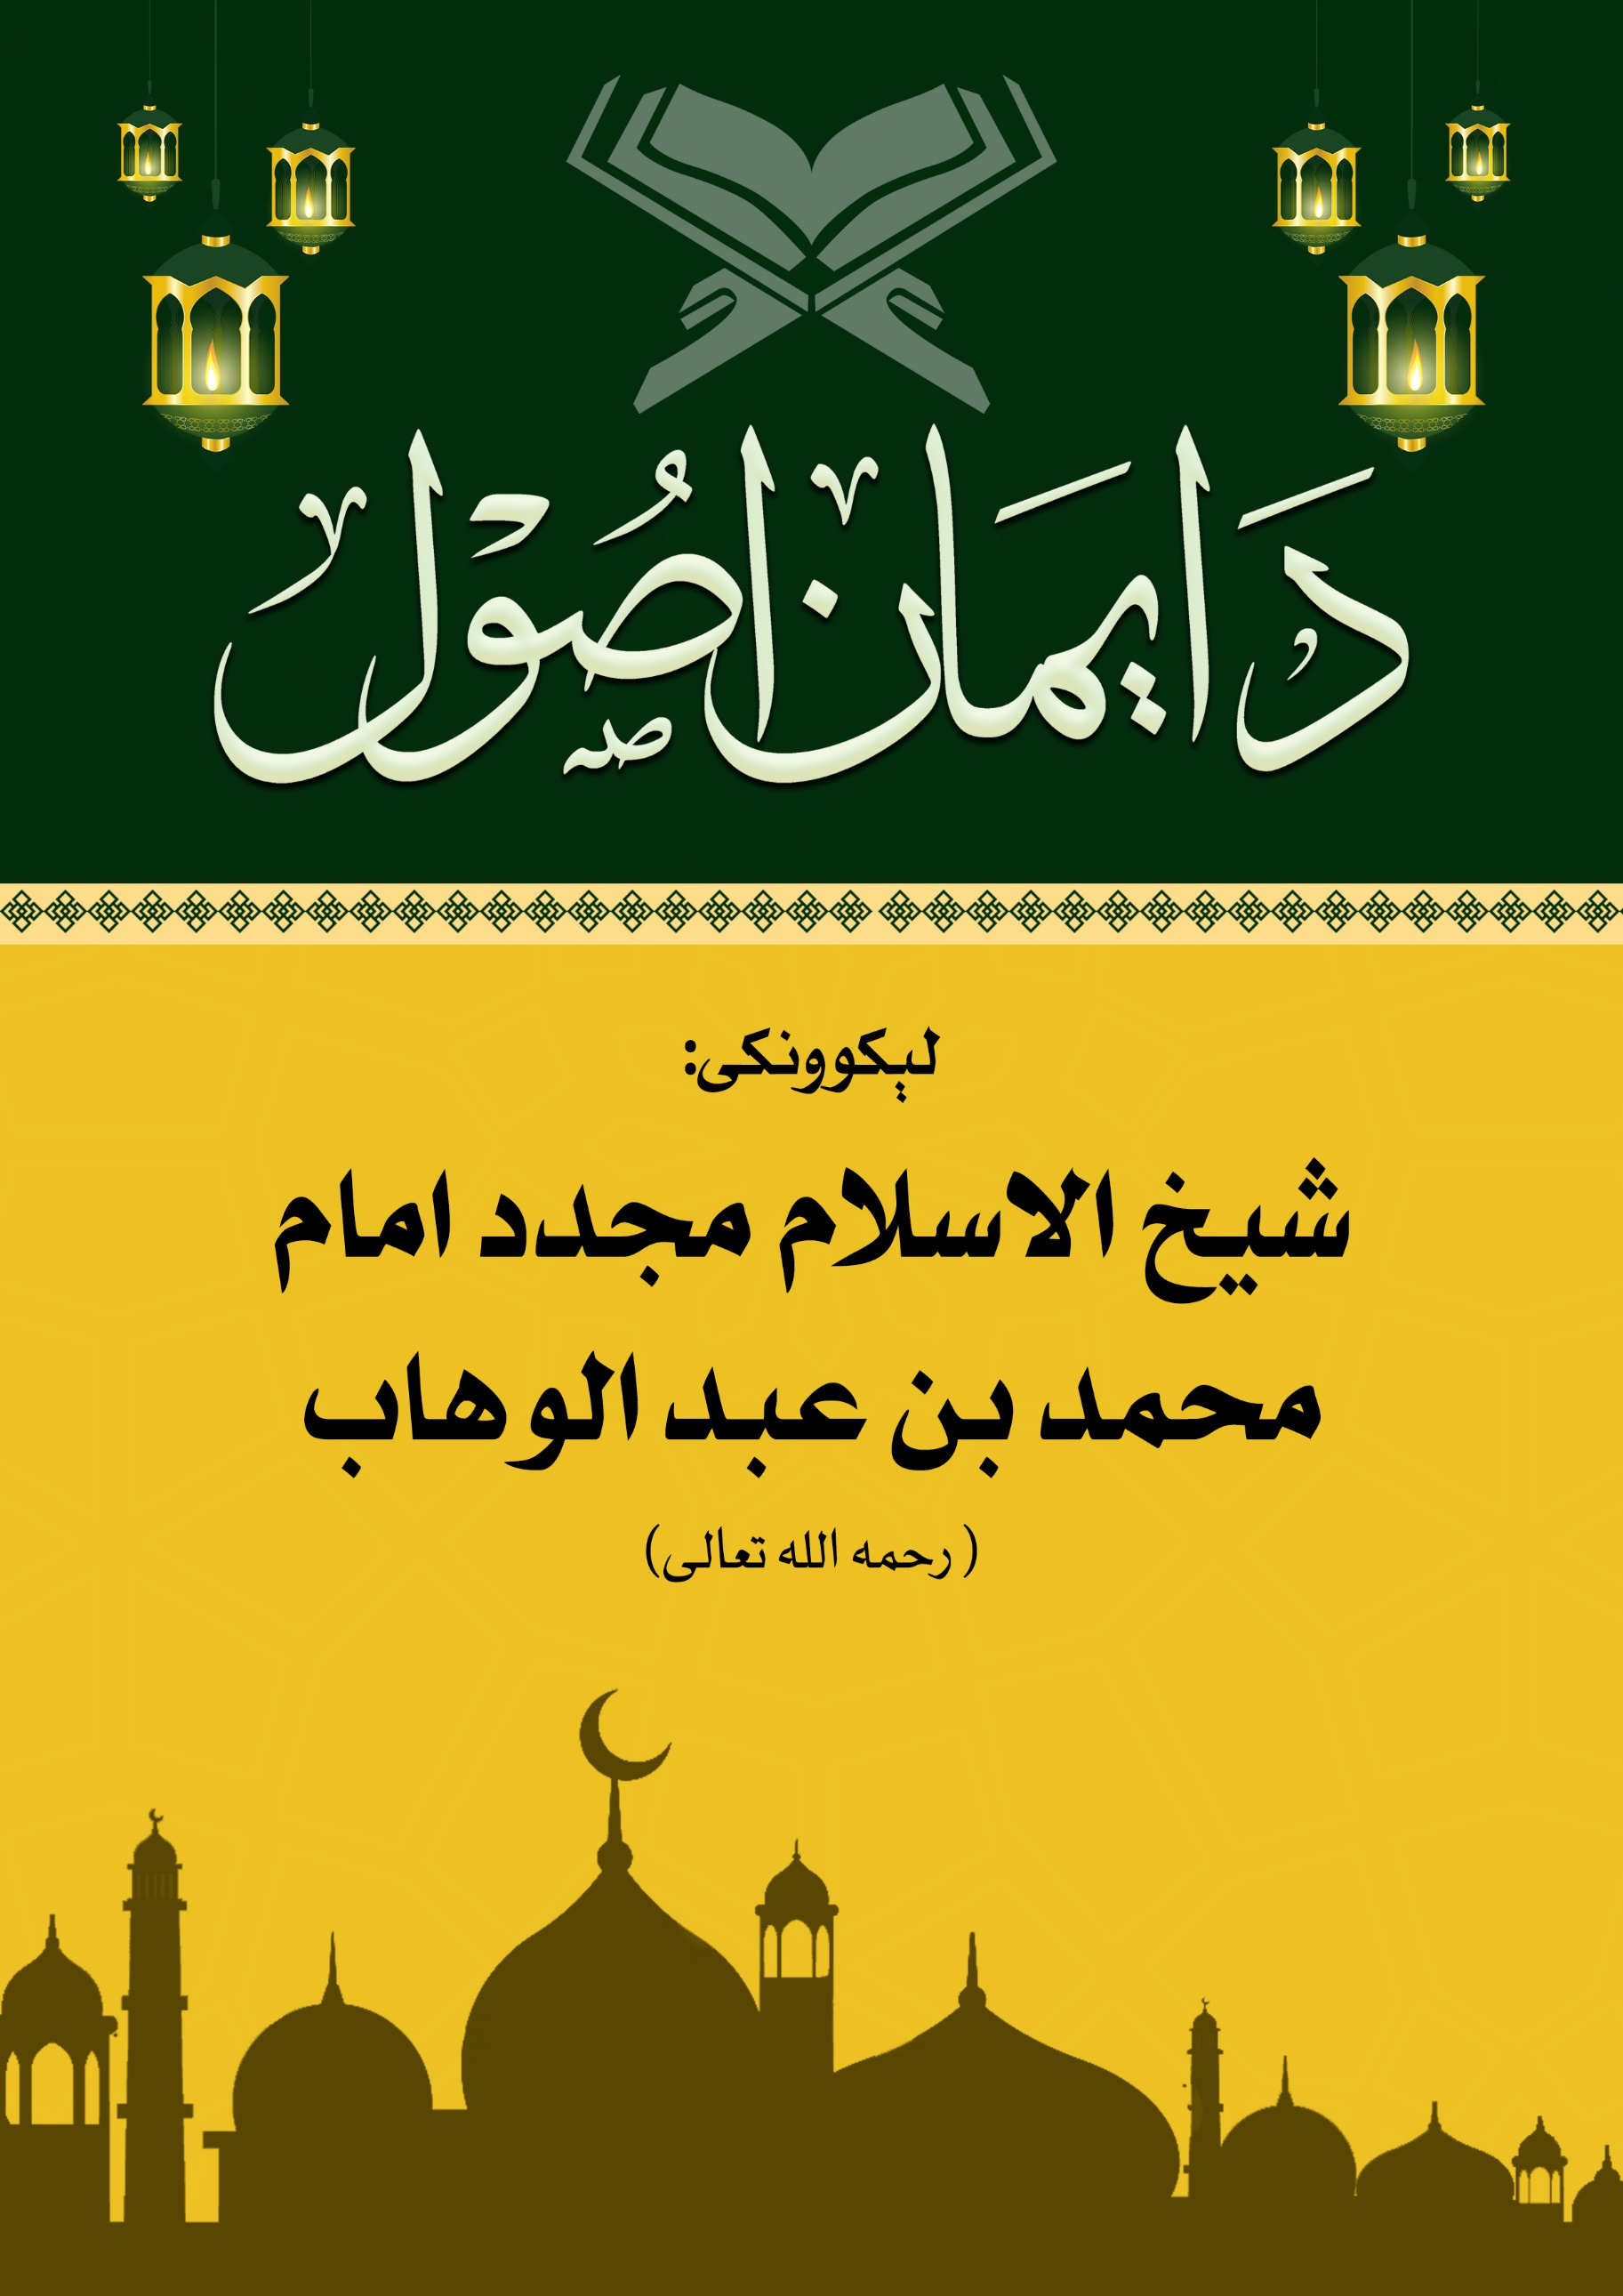 د ایمان اصول
لیکوونکی:
شیخ الاسلام مجدد امام
محمد بن عبد الوهاب
( رحمه الله تعالی)